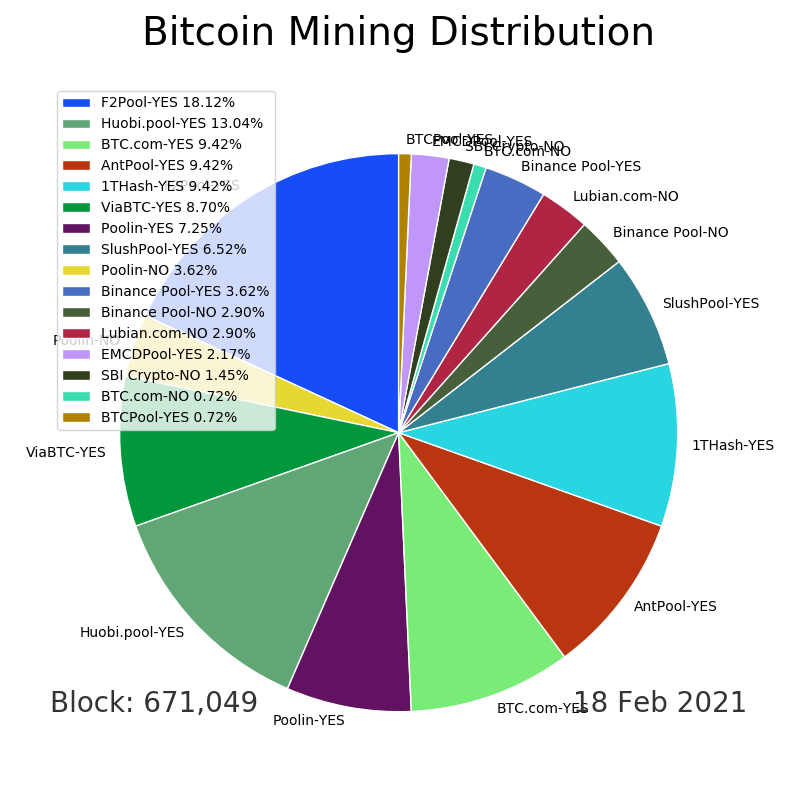 Bitcoin Mining Distribution
F2Pool-YES 18.12%
Huobi.pool-YES 13.04%
BTC.com-YES 9.42%
AntPool-YES 9.42%
1THash-YES 9.42%
ViaBTC-YES 8.70%
Poolin-YES 7.25%
SlushPool-YES 6.52%
Poolin-NO 3.62%
Binance Pool-YES 3.62%
Binance Pool-NO 2.90%
Lubian.com-NO 2.90%
EMCDPool-YES 2.17%
SBI Crypto-NO 1.45%
BTC.com-NO 0.72%
BTCPool-YES 0.72%
BTCPool-YES
EMCDPool-YES
SBI Crypto-NO
BTC.com-NO
Binance Pool-YES
Lubian.com-NO
Binance Pool-NO
SlushPool-YES
1THash-YES
AntPool-YES
BTC.com-YES
Poolin-YES
Huobi.pool-YES
ViaBTC-YES
Poolin-NO
Block: 671,049
18 Feb 2021